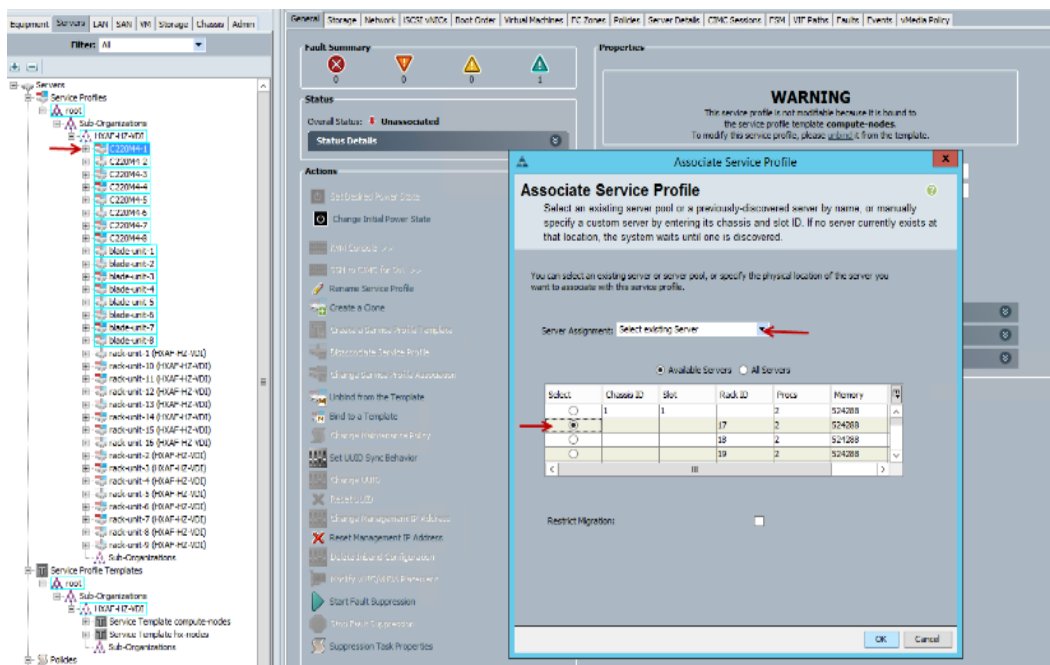 Equipment Servers LAN SAN VM Storage Chassis Admin
Filter: All
Servers
Service Profiles
root
Sub-Organizations
HXAF-HZ-VDI
C220M4-1
C220M4-2
C220M4-3
C220M4-4
C220M4-5
C220M4-6
C220M4-7
C220M4-8
blade-unit-1
blade-unit-2
blade-unit-3
blade-unit-4
blade-unit-5
blade-unit-6
blade-unit-7
blade-unit-8
rack-unit-1 (HXAF-HZ-VDI)
rack-unit-10 (HXAF-HZ-VDI)
rack-unit-11 (HXAF-HZ-VDI)
rack-unit-12 (HXAF-HZ-VDI)
rack-unit-13 (HXAF-HZ-VDI)
rack-unit-14 (HXAF-HZ-VDI)
rack-unit-15 (HXAF-HZ-VDI)
rack-unit-16 (HXAF-HZ-VDI)
rack-unit-2 (HXAF-HZ-VDI)
rack-unit-3 (HXAF-HZ-VDI)
rack-unit-4 (HXAF-HZ-VDI)
rack-unit-5 (HXAF-HZ-VDI)
rack-unit-6 (HXAF-HZ-VDI)
rack-unit-7 (HXAF-HZ-VDI)
rack-unit-8 (HXAF-HZ-VDI)
rack-unit-9 (HXAF-HZ-VDI)
Sub-Organizations
Service Profile Templates
root
Sub-Organizations
HXAF-HZ-VDI
Service Template compute-nodes
Service Template hx-nodes
Sub-Organizations
Policies
General Storage Network iSCSI vNICs Boot Order Virtual Machines FC Zones Policies Server Details CIMC Sessions FSM VIF Paths Faults Events vMedia Policy
Fault Summary
0 0 0 1
Status
Overall Status: Unassociated
Status Details
Actions
Set Desired Power State
Change Initial Power State
KVM Console >>
SSH to CIMC for SoL >>
Rename Service Profile
Create a Clone
Create a Service Profile Template
Disassociate Service Profile
Change Service Profile Association
Unbind from the Template
Bind to a Template
Change Maintenance Policy
Set UUID Sync Behavior
Change UUID
Reset UUID
Change Management IP Address
Reset Management IP Address
Delete Inband Configuration
Modify vNIC/vHBA Placement
Start Fault Suppression
Stop Fault Suppression
Suppression Task Properties
Properties
WARNING
This service profile is not modifiable because it is bound to
the service profile template compute-nodes.
To modify this service profile, please unbind it from the template.
Associate Service Profile
X
Associate Service Profile
Select an existing server pool or a previously-discovered server by name, or manually
specify a custom server by entering its chassis and slot ID. If no server currently exists at
that location, the system waits until one is discovered.
You can select an existing server or server pool, or specify the physical location of the server you
want to associate with this service profile.
Server Assignment: Select existing Server
Available Servers All Servers
Select Chassis ID Slot Rack ID Procs Memory
1 1 2 524288
17 2 524288
18 2 524288
19 2 524288
Restrict Migration:
OK Cancel